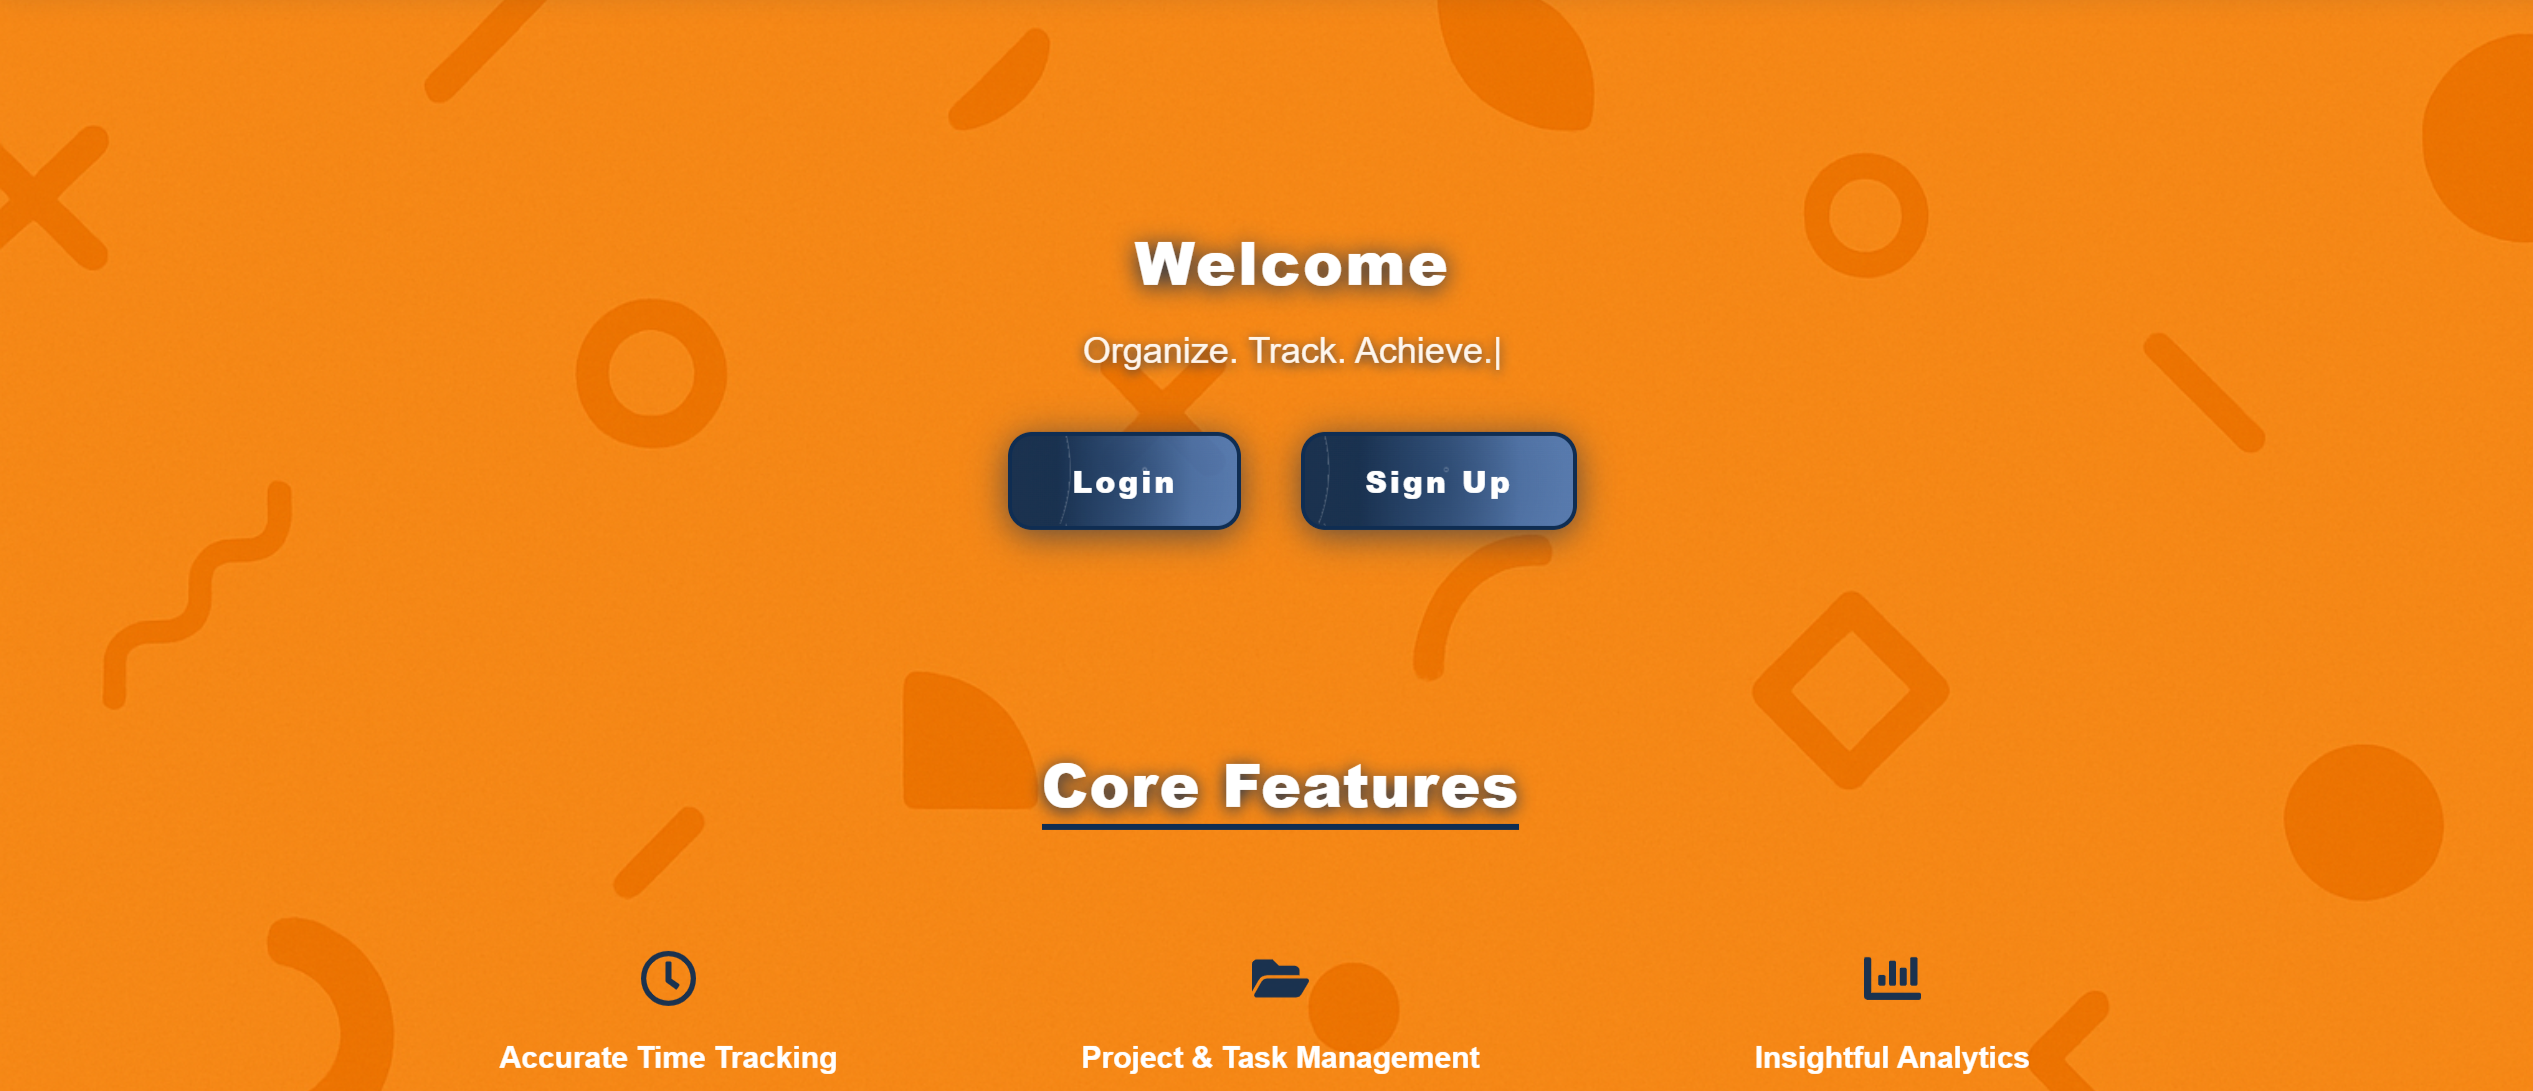 Welcome
Organize. Track. Achieve.|
Login
Sign Up
Core Features
Accurate Time Tracking
Project & Task Management
Insightful Analytics